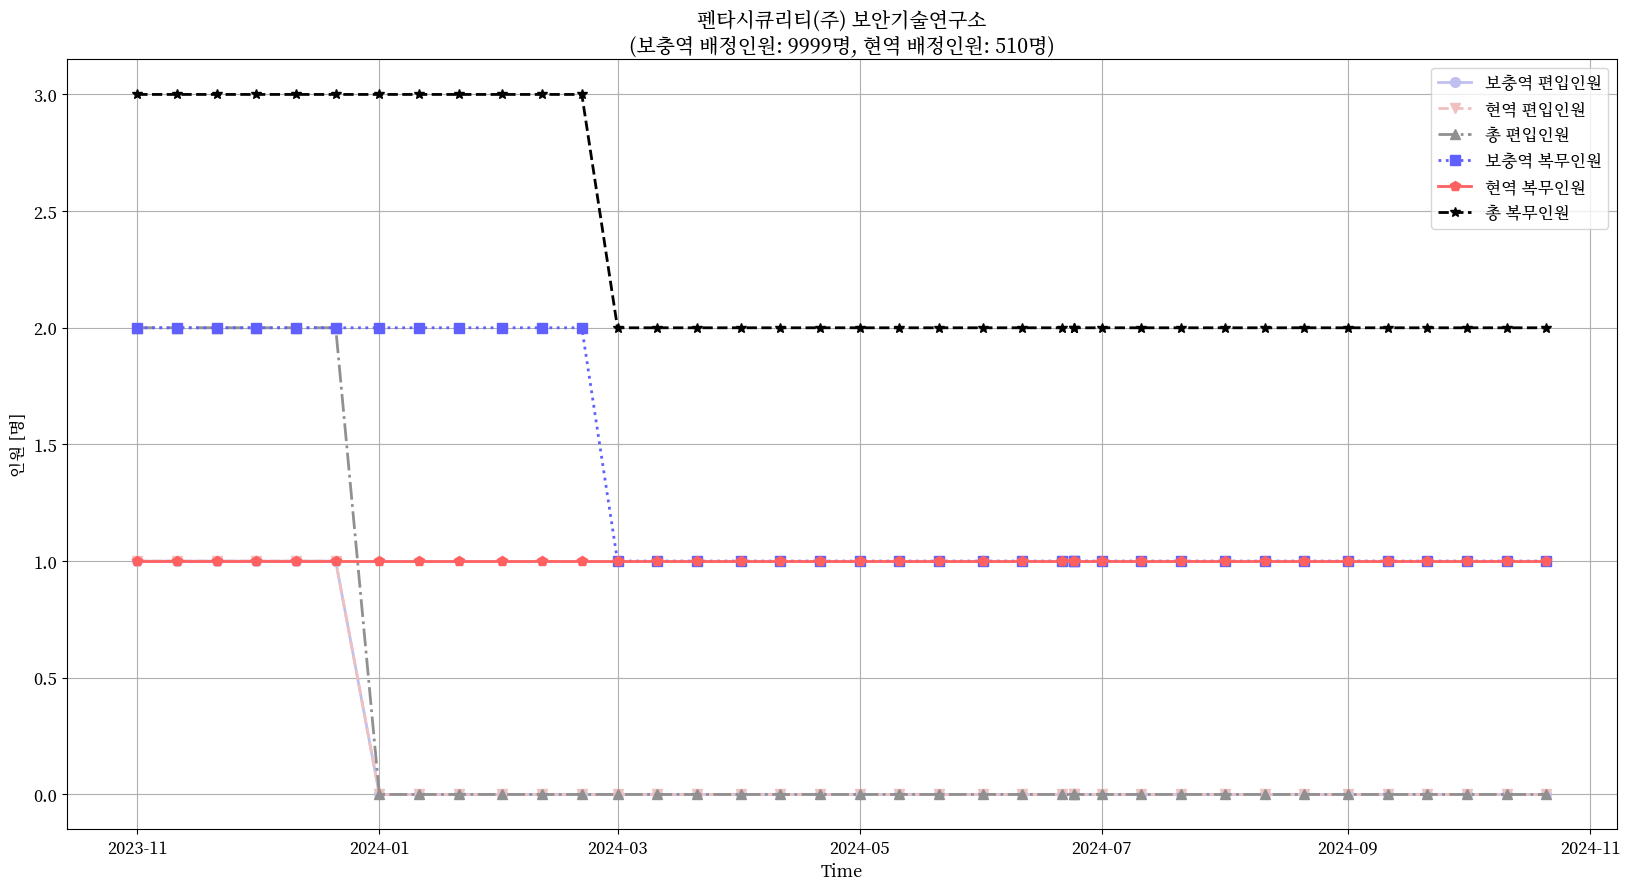 펜타시큐리티(주) 보안기술연구소
(보충역 배정인원: 9999명, 현역 배정인원: 510명)
보충역 편입인원
현역 편입인원
총 편입인원
보충역 복무인원
현역 복무인원
총 복무인원
인원 [명]
3.0
2.5
2.0
1.5
1.0
0.5
0.0
2023-11 2024-01 2024-03 2024-05 2024-07 2024-09 2024-11
Time